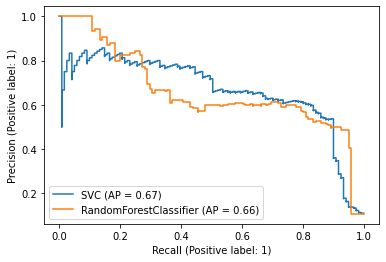 1.0
0.8
0.6
0.4
0.2
Precision (Positive label: 1)
SVC (AP = 0.67)
RandomForestClassifier (AP = 0.66)
0.0 0.2 0.4 0.6 0.8 1.0
Recall (Positive label: 1)